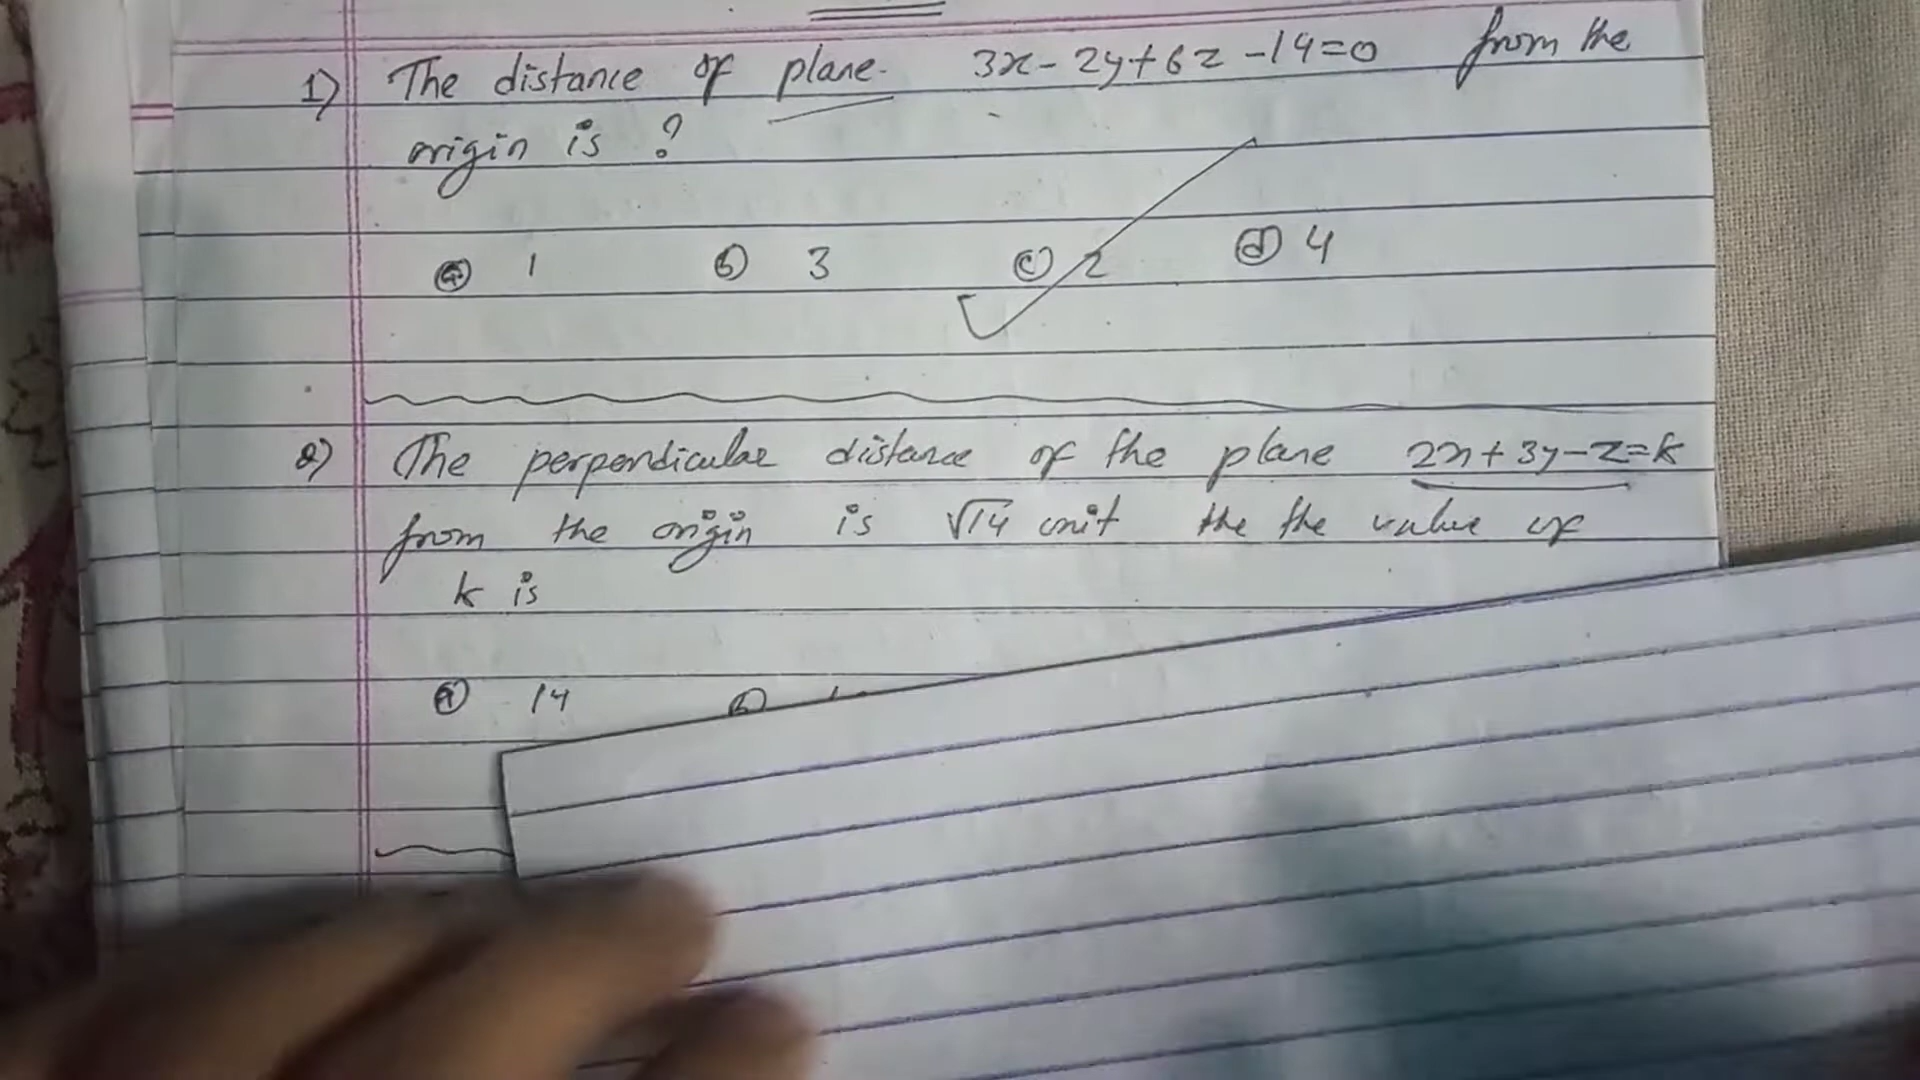 1) The distance of plane. 3x - 2y + 6z - 14 = 0 from the
origin is ?
(a) 1 (b) 3 (c) 2 (d) 4
2) The perpendicular distance of the plane 2x + 3y - z = k
from the origin is √14 unit the the value of
k is
(a) 14 (b)